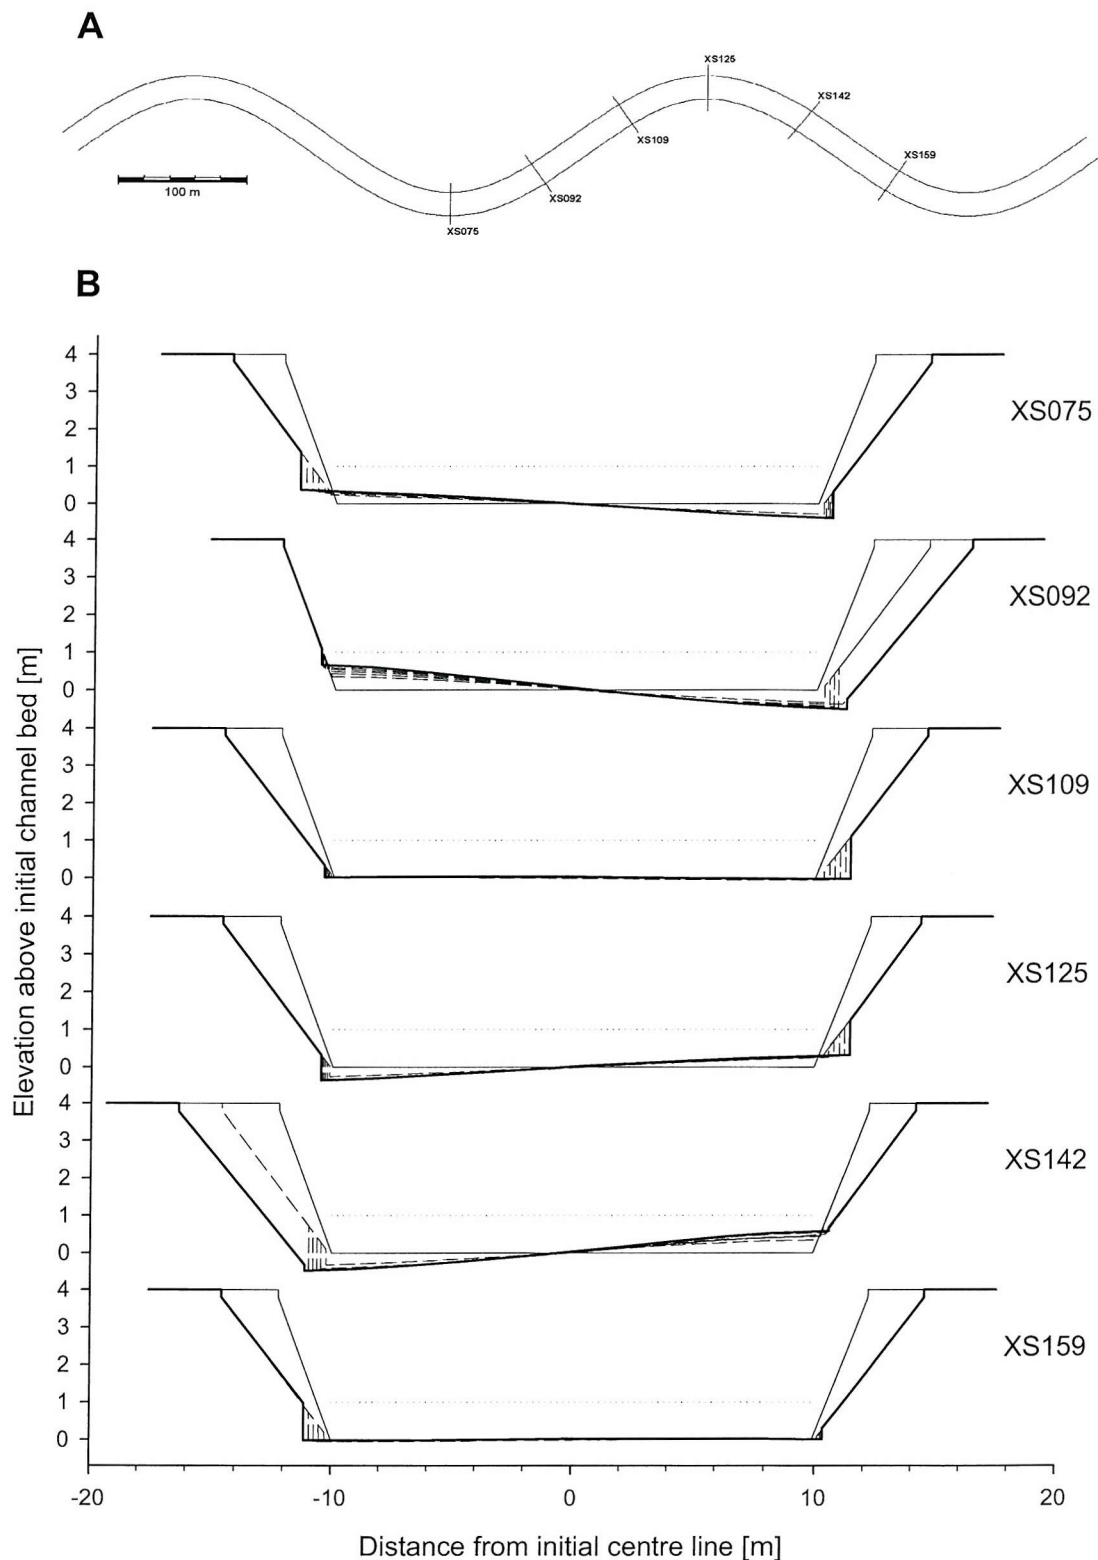 A
XS125
XS142
XS109
XS159
XS092
100 m
XS075
B
Elevation above initial channel bed [m]
4
3
2
1
0
XS075
4
3
2
1
0
XS092
4
3
2
1
0
XS109
4
3
2
1
0
XS125
4
3
2
1
0
XS142
4
3
2
1
0
XS159
-20 -10 0 10 20
Distance from initial centre line [m]